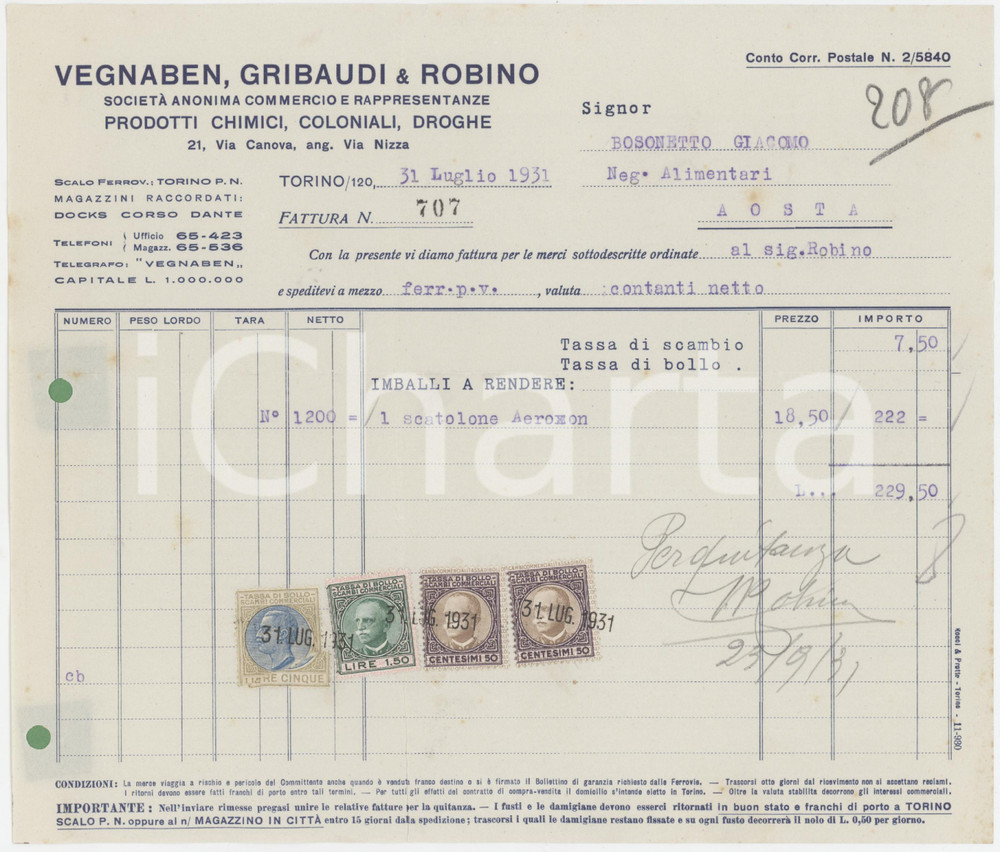 Conto Corr. Postale N. 2/5840
VEGNABEN, GRIBAUDI & ROBINO
SOCIETÀ ANONIMA COMMERCIO E RAPPRESENTANZE
PRODOTTI CHIMICI, COLONIALI, DROGHE
21, Via Canova, ang. Via Nizza
208
Signor
BOSONETTO GIACOMO
Neg. Alimentari
AOSTA
SCALO FERROV.: TORINO P. N.
MAGAZZINI RACCORDATI:
DOCKS CORSO DANTE
TELEFONI { Ufficio 65-423
Magazz. 65-536
TELEGRAFO: "VEGNABEN„
CAPITALE L. 1.000.000
TORINO/120, 31 Luglio 1931
FATTURA N. 707
Con la presente vi diamo fattura per le merci sottodescritte ordinate al sig.Robino
e speditevi a mezzo ferr.p.v. , valuta :contanti netto
NUMERO PESO LORDO TARA NETTO PREZZO IMPORTO
Tassa di scambio 7,50
Tassa di bollo .
IMBALLI A RENDERE:
N° 1200 = /1 scatolone Aeromon 18,50 / 222 =
L... 229,50
iCharta
Per quitanza
23/9/31
TASSA DI BOLLO
SCAMBI COMMERCIALI
LIRE CINQUE
31 LUG. 1931
TASSA DI BOLLO
SCAMBI COMMERCIALI
LIRE 1,50
31 LUG. 1931
TASSA DI BOLLO
SCAMBI COMMERCIALI
CENTESIMI 50
TASSA DI BOLLO
SCAMBI COMMERCIALI
CENTESIMI 50
31 LUG. 1931
cb
- Torino - 11-980
CONDIZIONI: La merce viaggia a rischio e pericolo del Committente anche quando è venduta franco destino o si è firmato il Bollettino di garanzia richiesto dalle Ferrovie. — Trascorsi otto giorni dal ricevimento non si accettano reclami.
I ritorni devono essere fatti franchi di porto entro tali termini. — Per tutti gli effetti del contratto di compra-vendita il domicilio s'intende eletto in Torino. — Oltre la valuta stabilita decorrono gli interessi commerciali.
IMPORTANTE: Nell'inviare rimesse pregasi unire le relative fatture per la quitanza. — I fusti e le damigiane devono esserci ritornati in buon stato e franchi di porto a TORINO
SCALO P. N. oppure al n/ MAGAZZINO IN CITTÀ entro 15 giorni dalla spedizione; trascorsi i quali le damigiane restano fissate e su ogni fusto decorrerà il nolo di L. 0,50 per giorno.